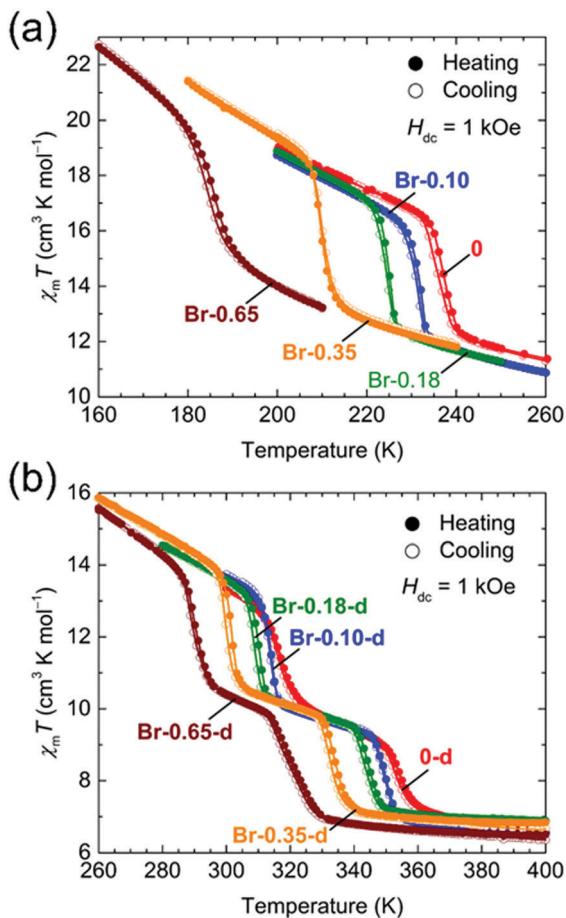 (a)
22
20
18
16
14
12
10
χₘT (cm³ K mol⁻¹)
Heating
Cooling
H_dc = 1 kOe
Br-0.10
0
Br-0.65
Br-0.35
Br-0.18
160 180 200 220 240 260
Temperature (K)
(b)
16
14
12
10
8
6
χₘT (cm³ K mol⁻¹)
Heating
Cooling
H_dc = 1 kOe
Br-0.18-d
Br-0.10-d
Br-0.65-d
0-d
Br-0.35-d
260 280 300 320 340 360 380 400
Temperature (K)